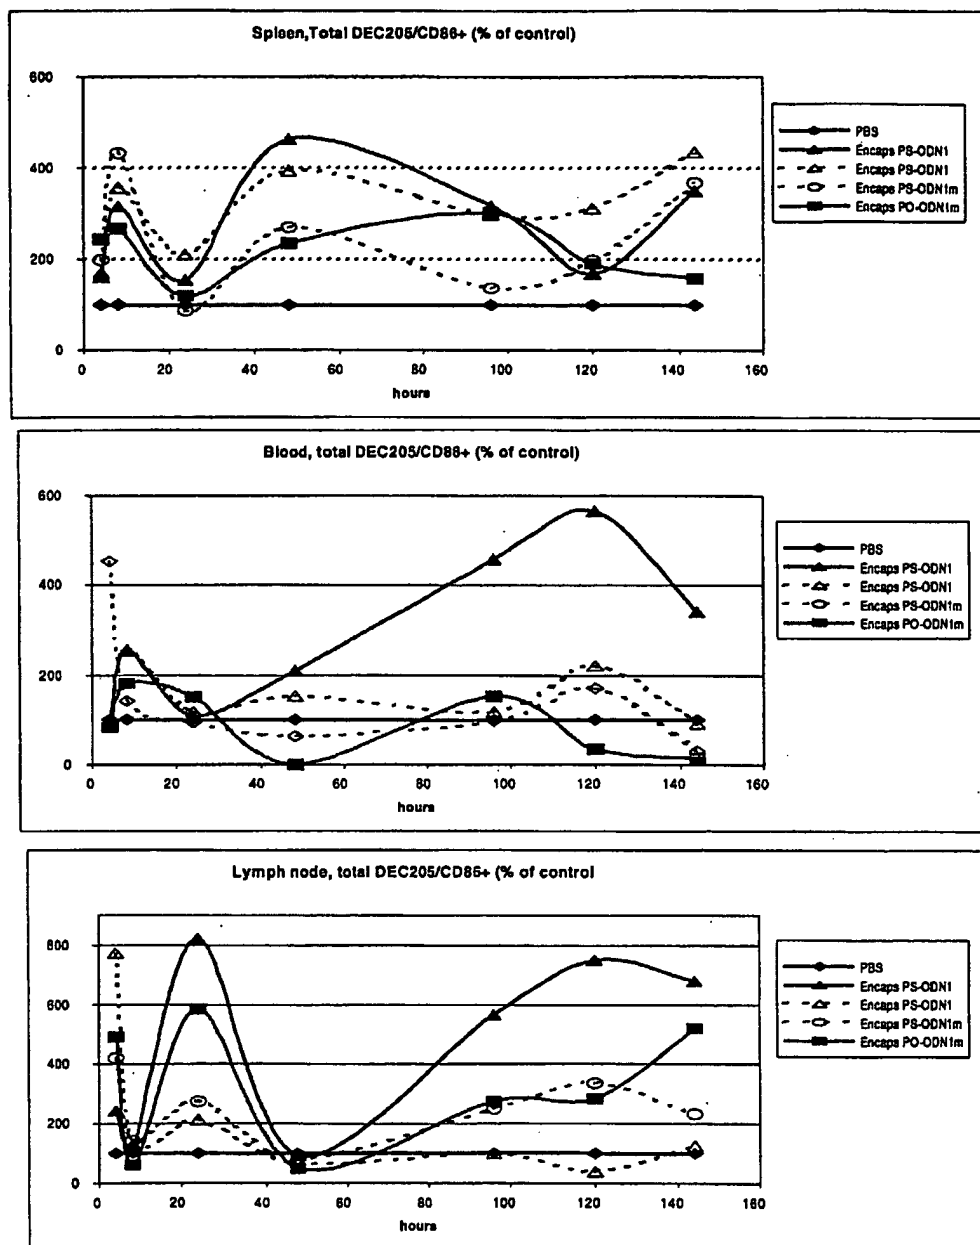 Spleen,Total DEC205/CD86+ (% of control)
600
400
200
0
0 20 40 60 80 100 120 140 160
hours
PBS
Encaps PS-ODN1
Encaps PS-ODN1
Encaps PS-ODN1m
Encaps PO-ODN1m
Blood, total DEC205/CD86+ (% of control)
600
400
200
0
0 20 40 60 80 100 120 140 160
hours
PBS
Encaps PS-ODN1
Encaps PS-ODN1
Encaps PS-ODN1m
Encaps PO-ODN1m
Lymph node, total DEC205/CD86+ (% of control
800
600
400
200
0
0 20 40 60 80 100 120 140 160
hours
PBS
Encaps PS-ODN1
Encaps PS-ODN1
Encaps PS-ODN1m
Encaps PO-ODN1m